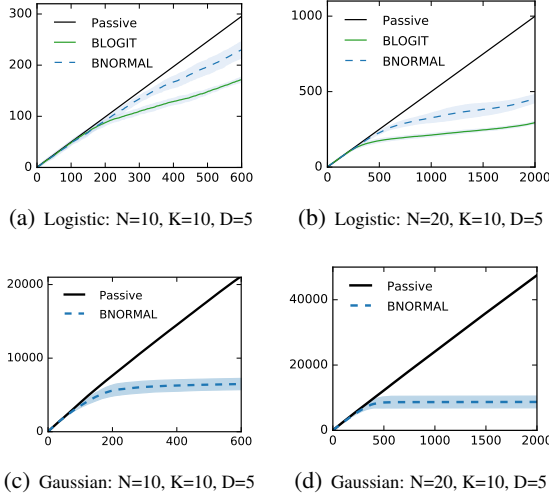 300
200
100
0
Passive
BLOGIT
BNORMAL
0 100 200 300 400 500 600
1000
500
0
Passive
BLOGIT
BNORMAL
0 500 1000 1500 2000
(a) Logistic: N=10, K=10, D=5
(b) Logistic: N=20, K=10, D=5
20000
10000
0
Passive
BNORMAL
0 200 400 600
40000
20000
0
Passive
BNORMAL
0 500 1000 1500 2000
(c) Gaussian: N=10, K=10, D=5
(d) Gaussian: N=20, K=10, D=5